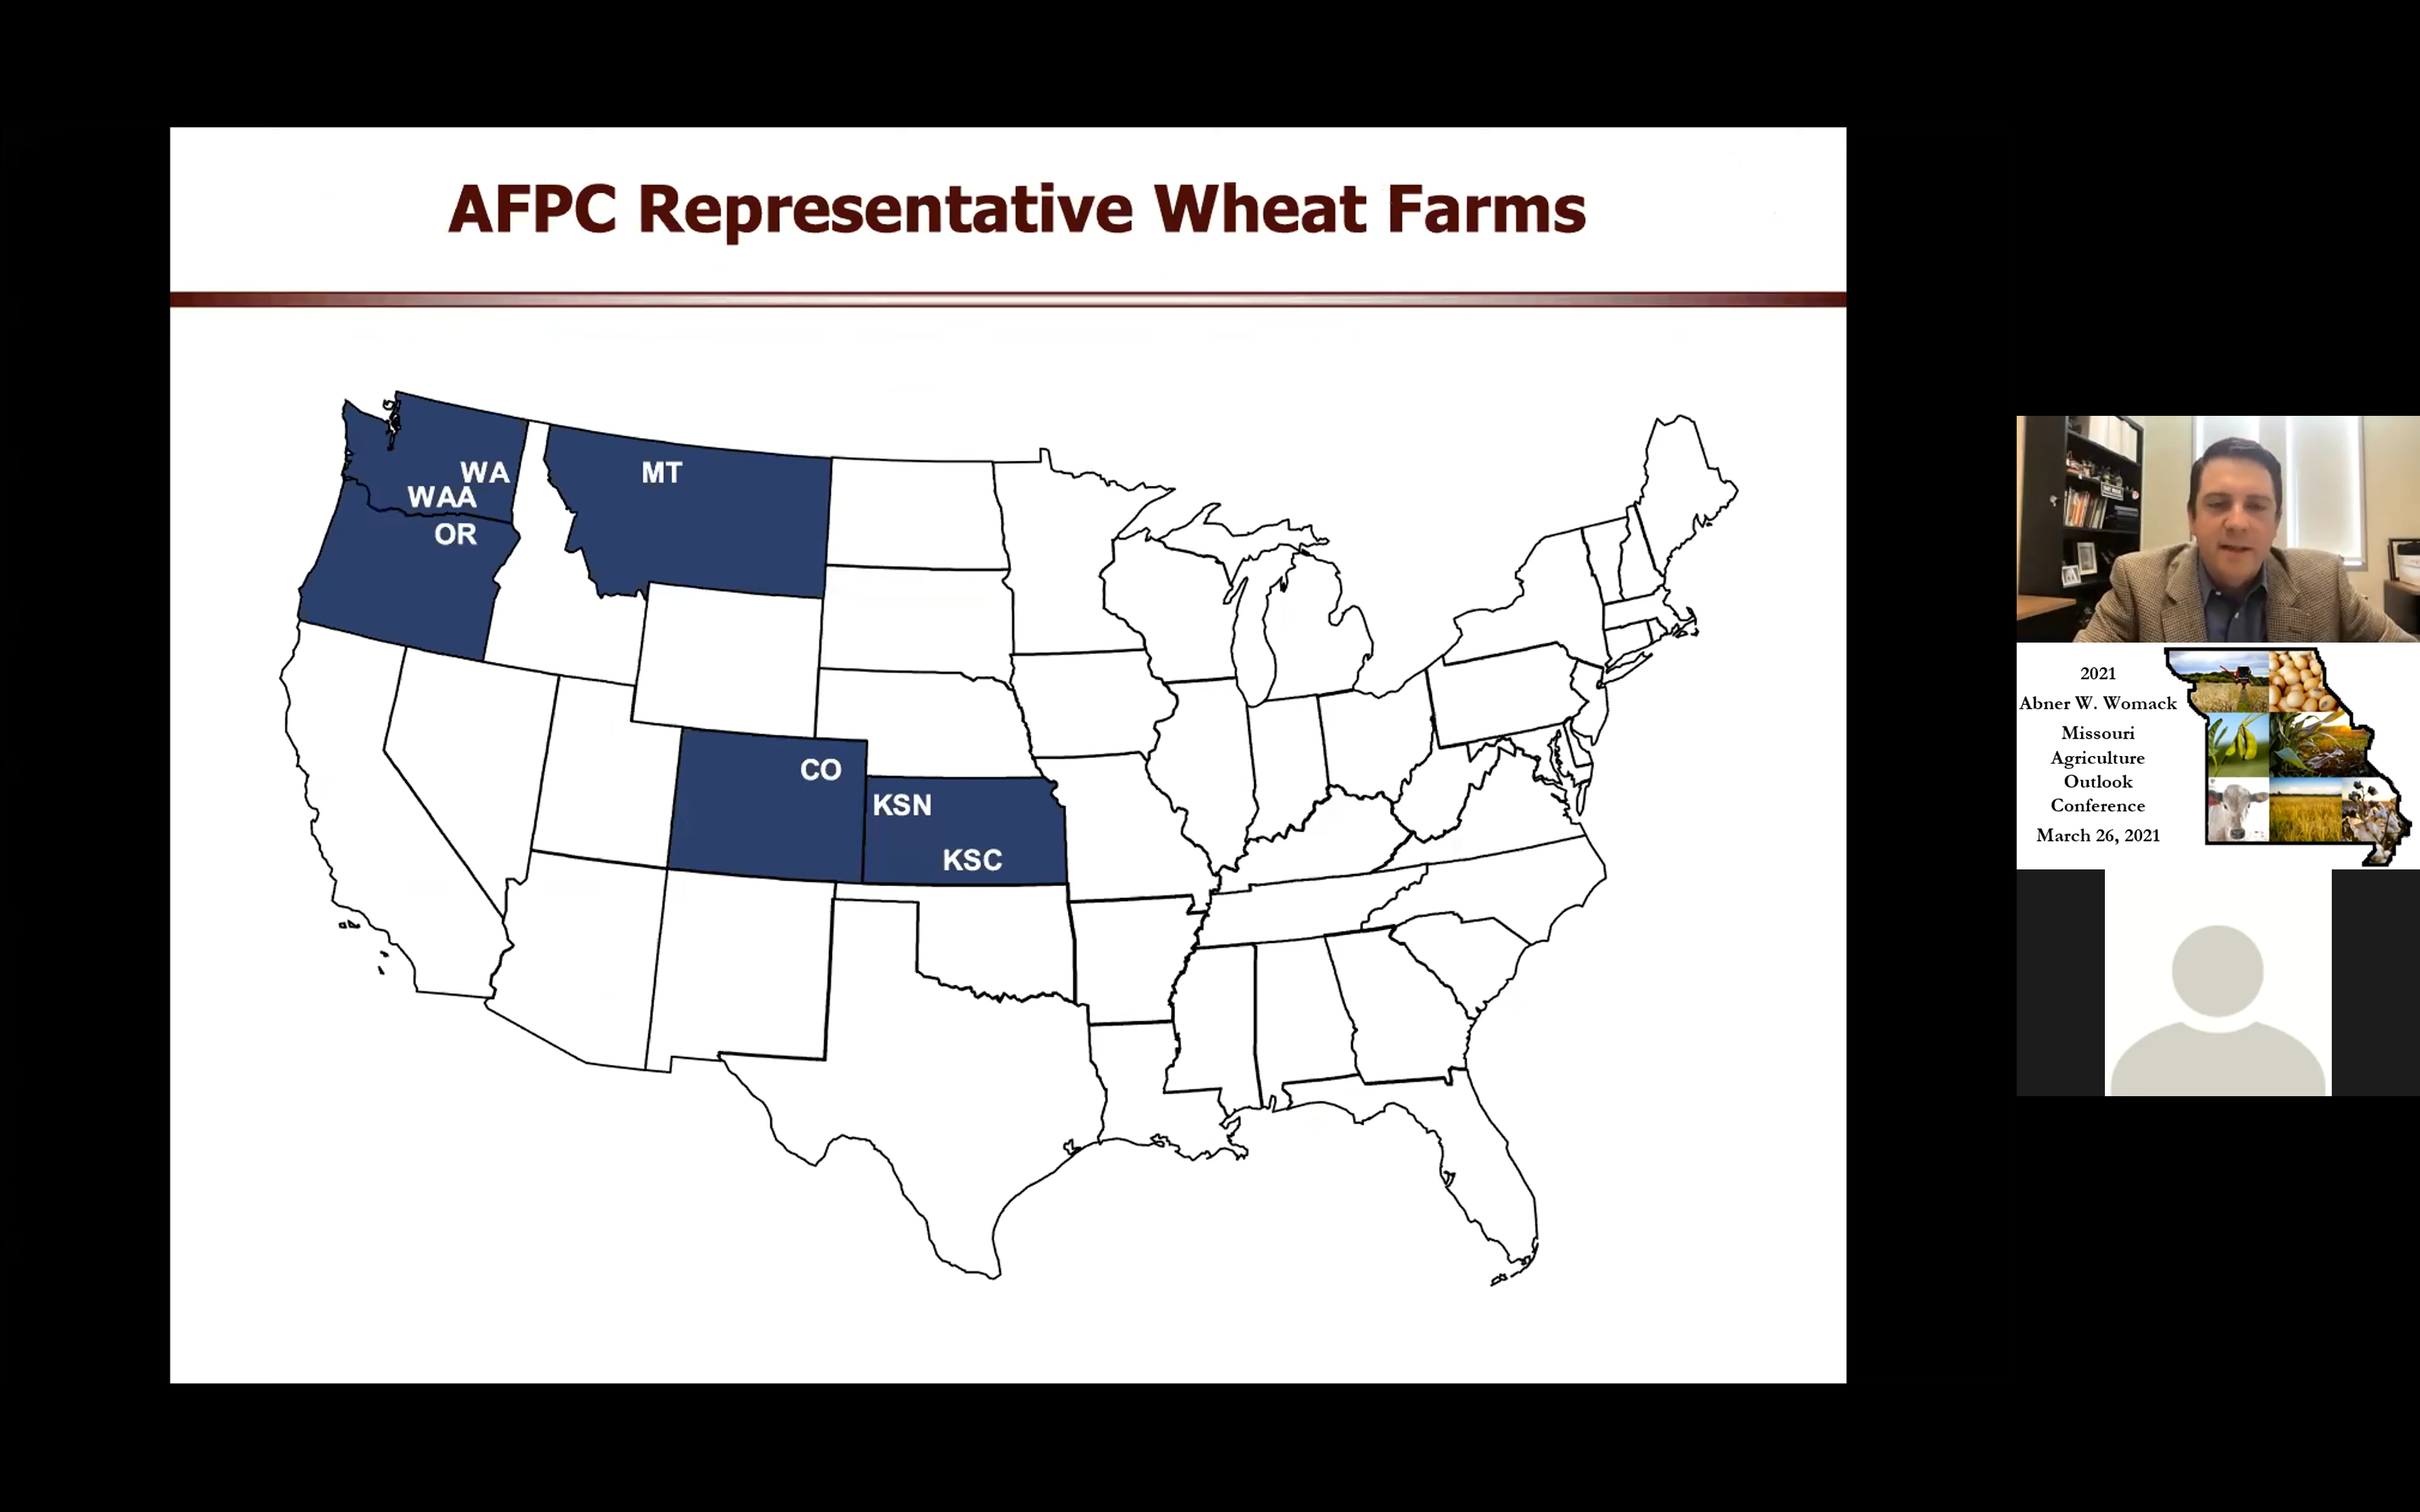 AFPC Representative Wheat Farms
WA
WAA
OR
MT
CO
KSN
KSC
2021
Abner W. Womack
Missouri
Agriculture
Outlook
Conference
March 26, 2021